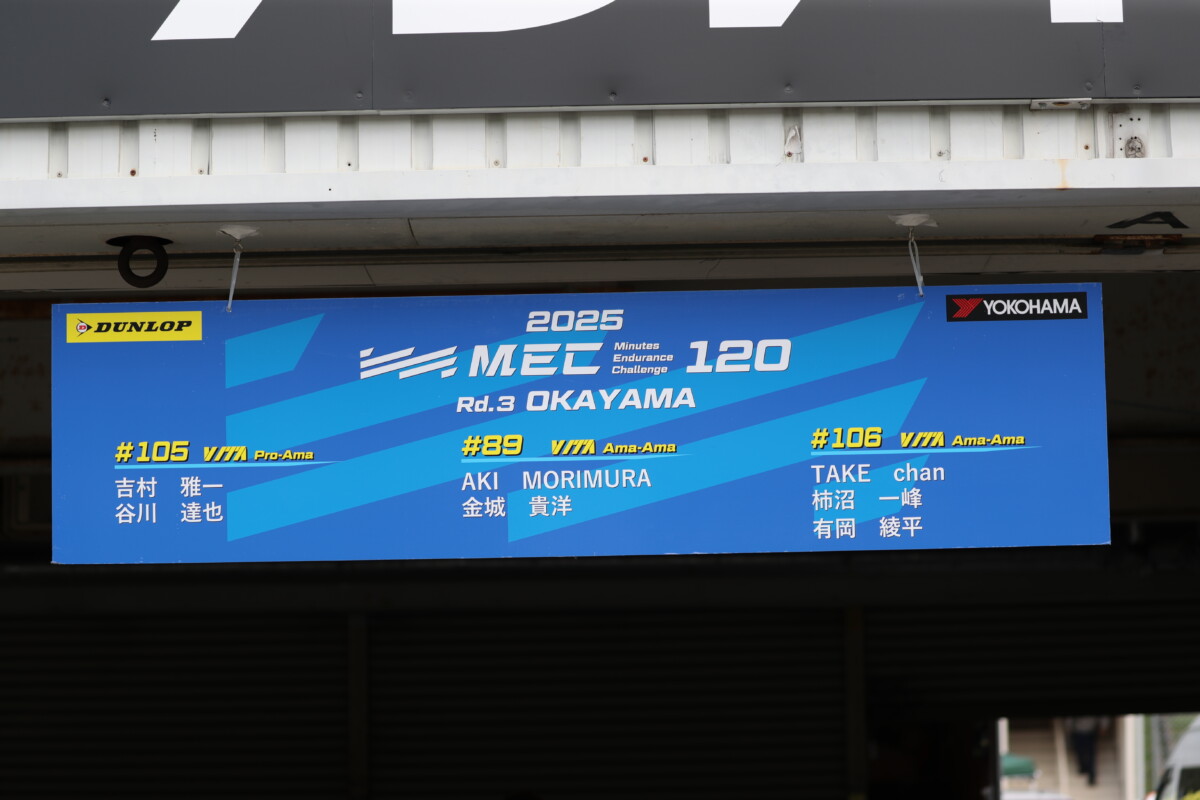 DUNLOP
YOKOHAMA
2025
MEC Minutes Endurance Challenge 120
Rd.3 OKAYAMA
#105 VITA Pro-Ama
吉村 雅一
谷川 達也
#89 VITA Ama-Ama
AKI MORIMURA
金城 貴洋
#106 VITA Ama-Ama
TAKE chan
柿沼 一峰
有岡 綾平
A